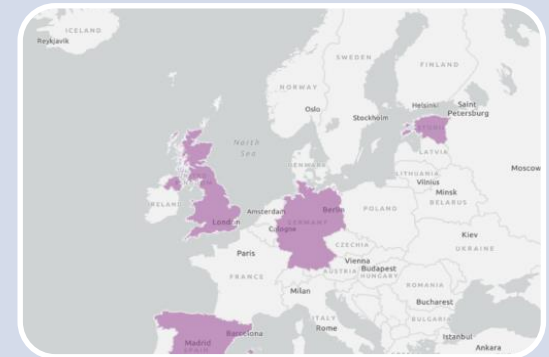 ICELAND
Reykjavik
SWEDEN
FINLAND
NORWAY
Oslo
Helsinki
Saint
Petersburg
Stockholm
North
Sea
LATVIA
Moscow
DENMARK
LITHUANIA
Vilnius
Minsk
BELARUS
IRELAND
London
Amsterdam
Berlin
POLAND
GERMANY
Cologne
Kiev
UKRAINE
CZECHIA
Paris
Vienna
Budapest
AUSTRIA
HUNGARY
FRANCE
Milan
ROMANIA
Bucharest
ITALY
BULGARIA
Barcelona
Rome
Istanbul
Madrid
SPAIN
Ankara